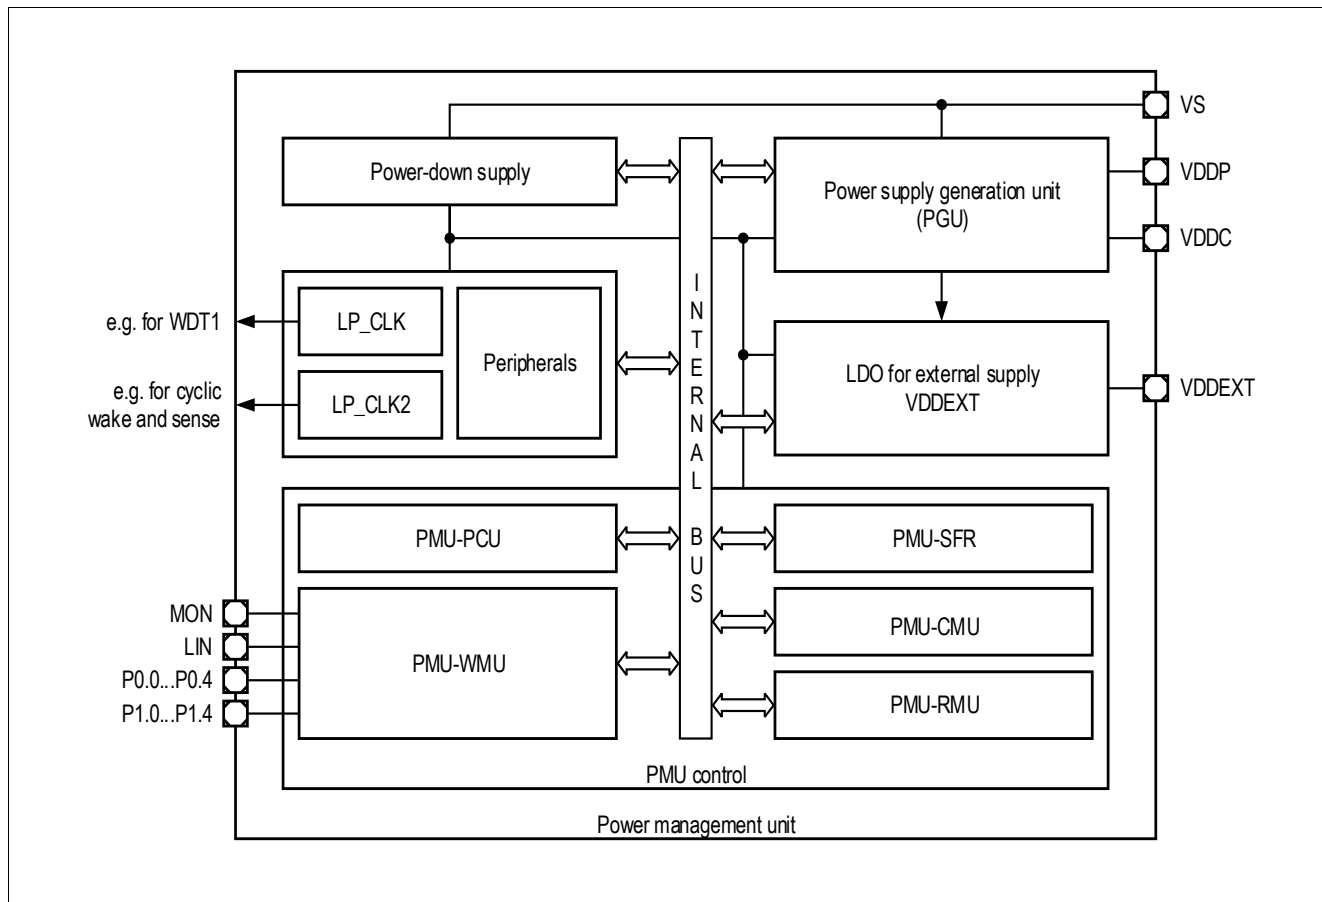 VS
Power-down supply
Power supply generation unit
(PGU)
VDDP
VDDC
INTERNAL BUS
e.g. for WDT1
LP_CLK
Peripherals
e.g. for cyclic
wake and sense
LP_CLK2
LDO for external supply
VDDEXT
VDDEXT
PMU-PCU
PMU-SFR
MON
LIN
P0.0...P0.4
P1.0...P1.4
PMU-WMU
PMU-CMU
PMU-RMU
PMU control
Power management unit